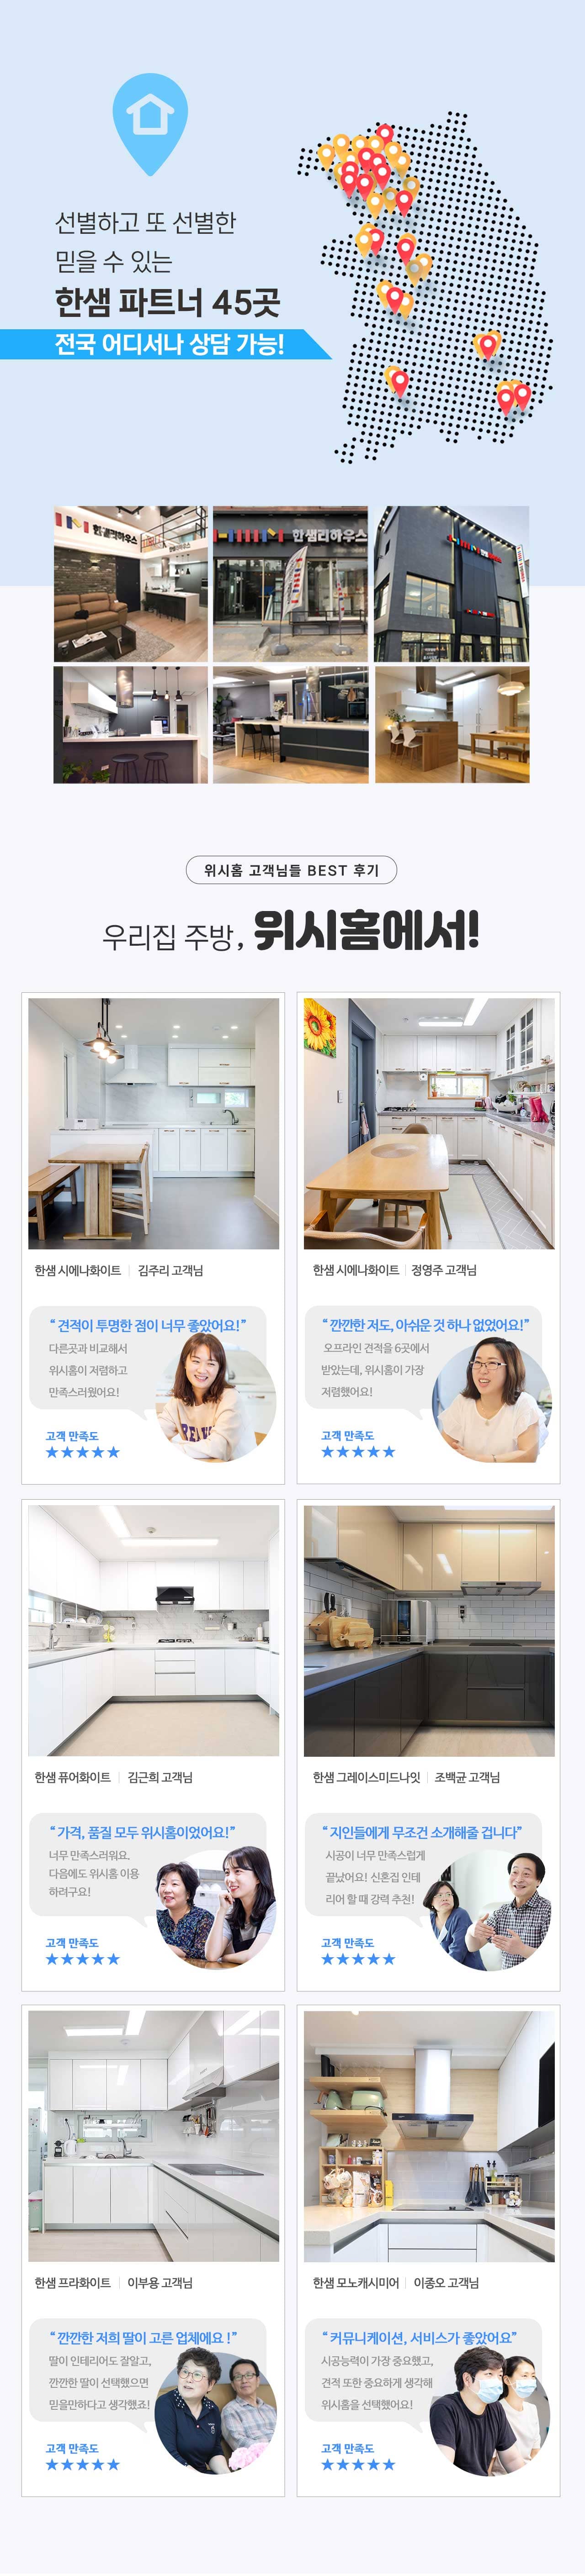 선별하고 또 선별한
믿을 수 있는
한샘 파트너 45곳
전국 어디서나 상담 가능!
한샘리하우스
한샘리하우스
위시홈 고객님들 BEST 후기
우리집 주방, 위시홈에서!
한샘 시에나화이트 | 김주리 고객님
“ 견적이 투명한 점이 너무 좋았어요!”
다른곳과 비교해서
위시홈이 저렴하고
만족스러웠어요!
고객 만족도
★★★★★
한샘 시에나화이트 | 정영주 고객님
“ 깐깐한 저도, 아쉬운 것 하나 없었어요!”
오프라인 견적을 6곳에서
받았는데, 위시홈이 가장
저렴했어요!
고객 만족도
★★★★★
한샘 퓨어화이트 | 김근희 고객님
“ 가격, 품질 모두 위시홈이었어요!”
너무 만족스러워요.
다음에도 위시홈 이용
하려구요!
고객 만족도
★★★★★
한샘 그레이스미드나잇 | 조백균 고객님
“ 지인들에게 무조건 소개해줄 겁니다”
시공이 너무 만족스럽게
끝났어요! 신혼집 인테
리어 할 때 강력 추천!
고객 만족도
★★★★★
한샘 프라화이트 | 이부용 고객님
“ 깐깐한 저희 딸이 고른 업체에요 !”
딸이 인테리어도 잘알고,
깐깐한 딸이 선택했으면
믿을만하다고 생각했죠!
고객 만족도
★★★★★
한샘 모노캐시미어 | 이종오 고객님
“ 커뮤니케이션, 서비스가 좋았어요”
시공능력이 가장 중요했고,
견적 또한 중요하게 생각해
위시홈을 선택했어요!
고객 만족도
★★★★★